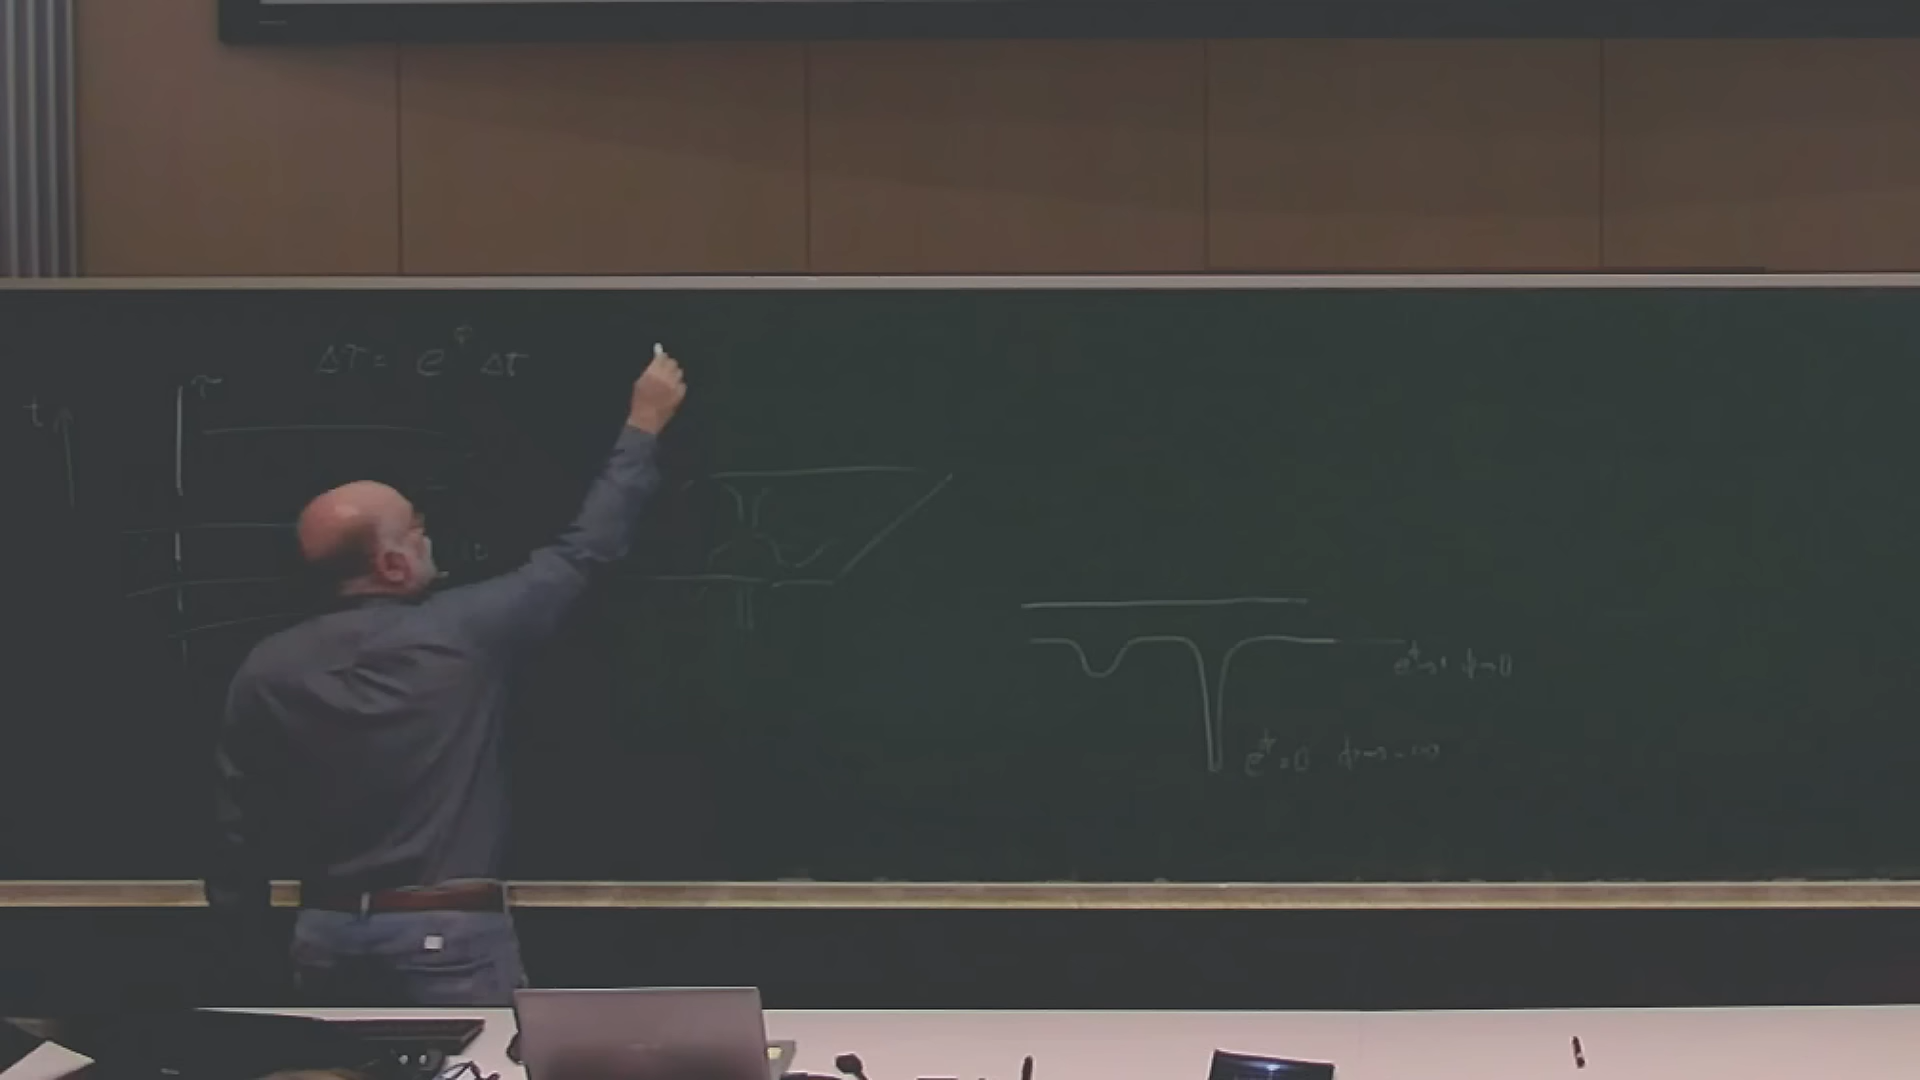 Δτ = e^φ Δt
τ
t
e^φ→1 φ→0
e^φ=0 φ→-∞